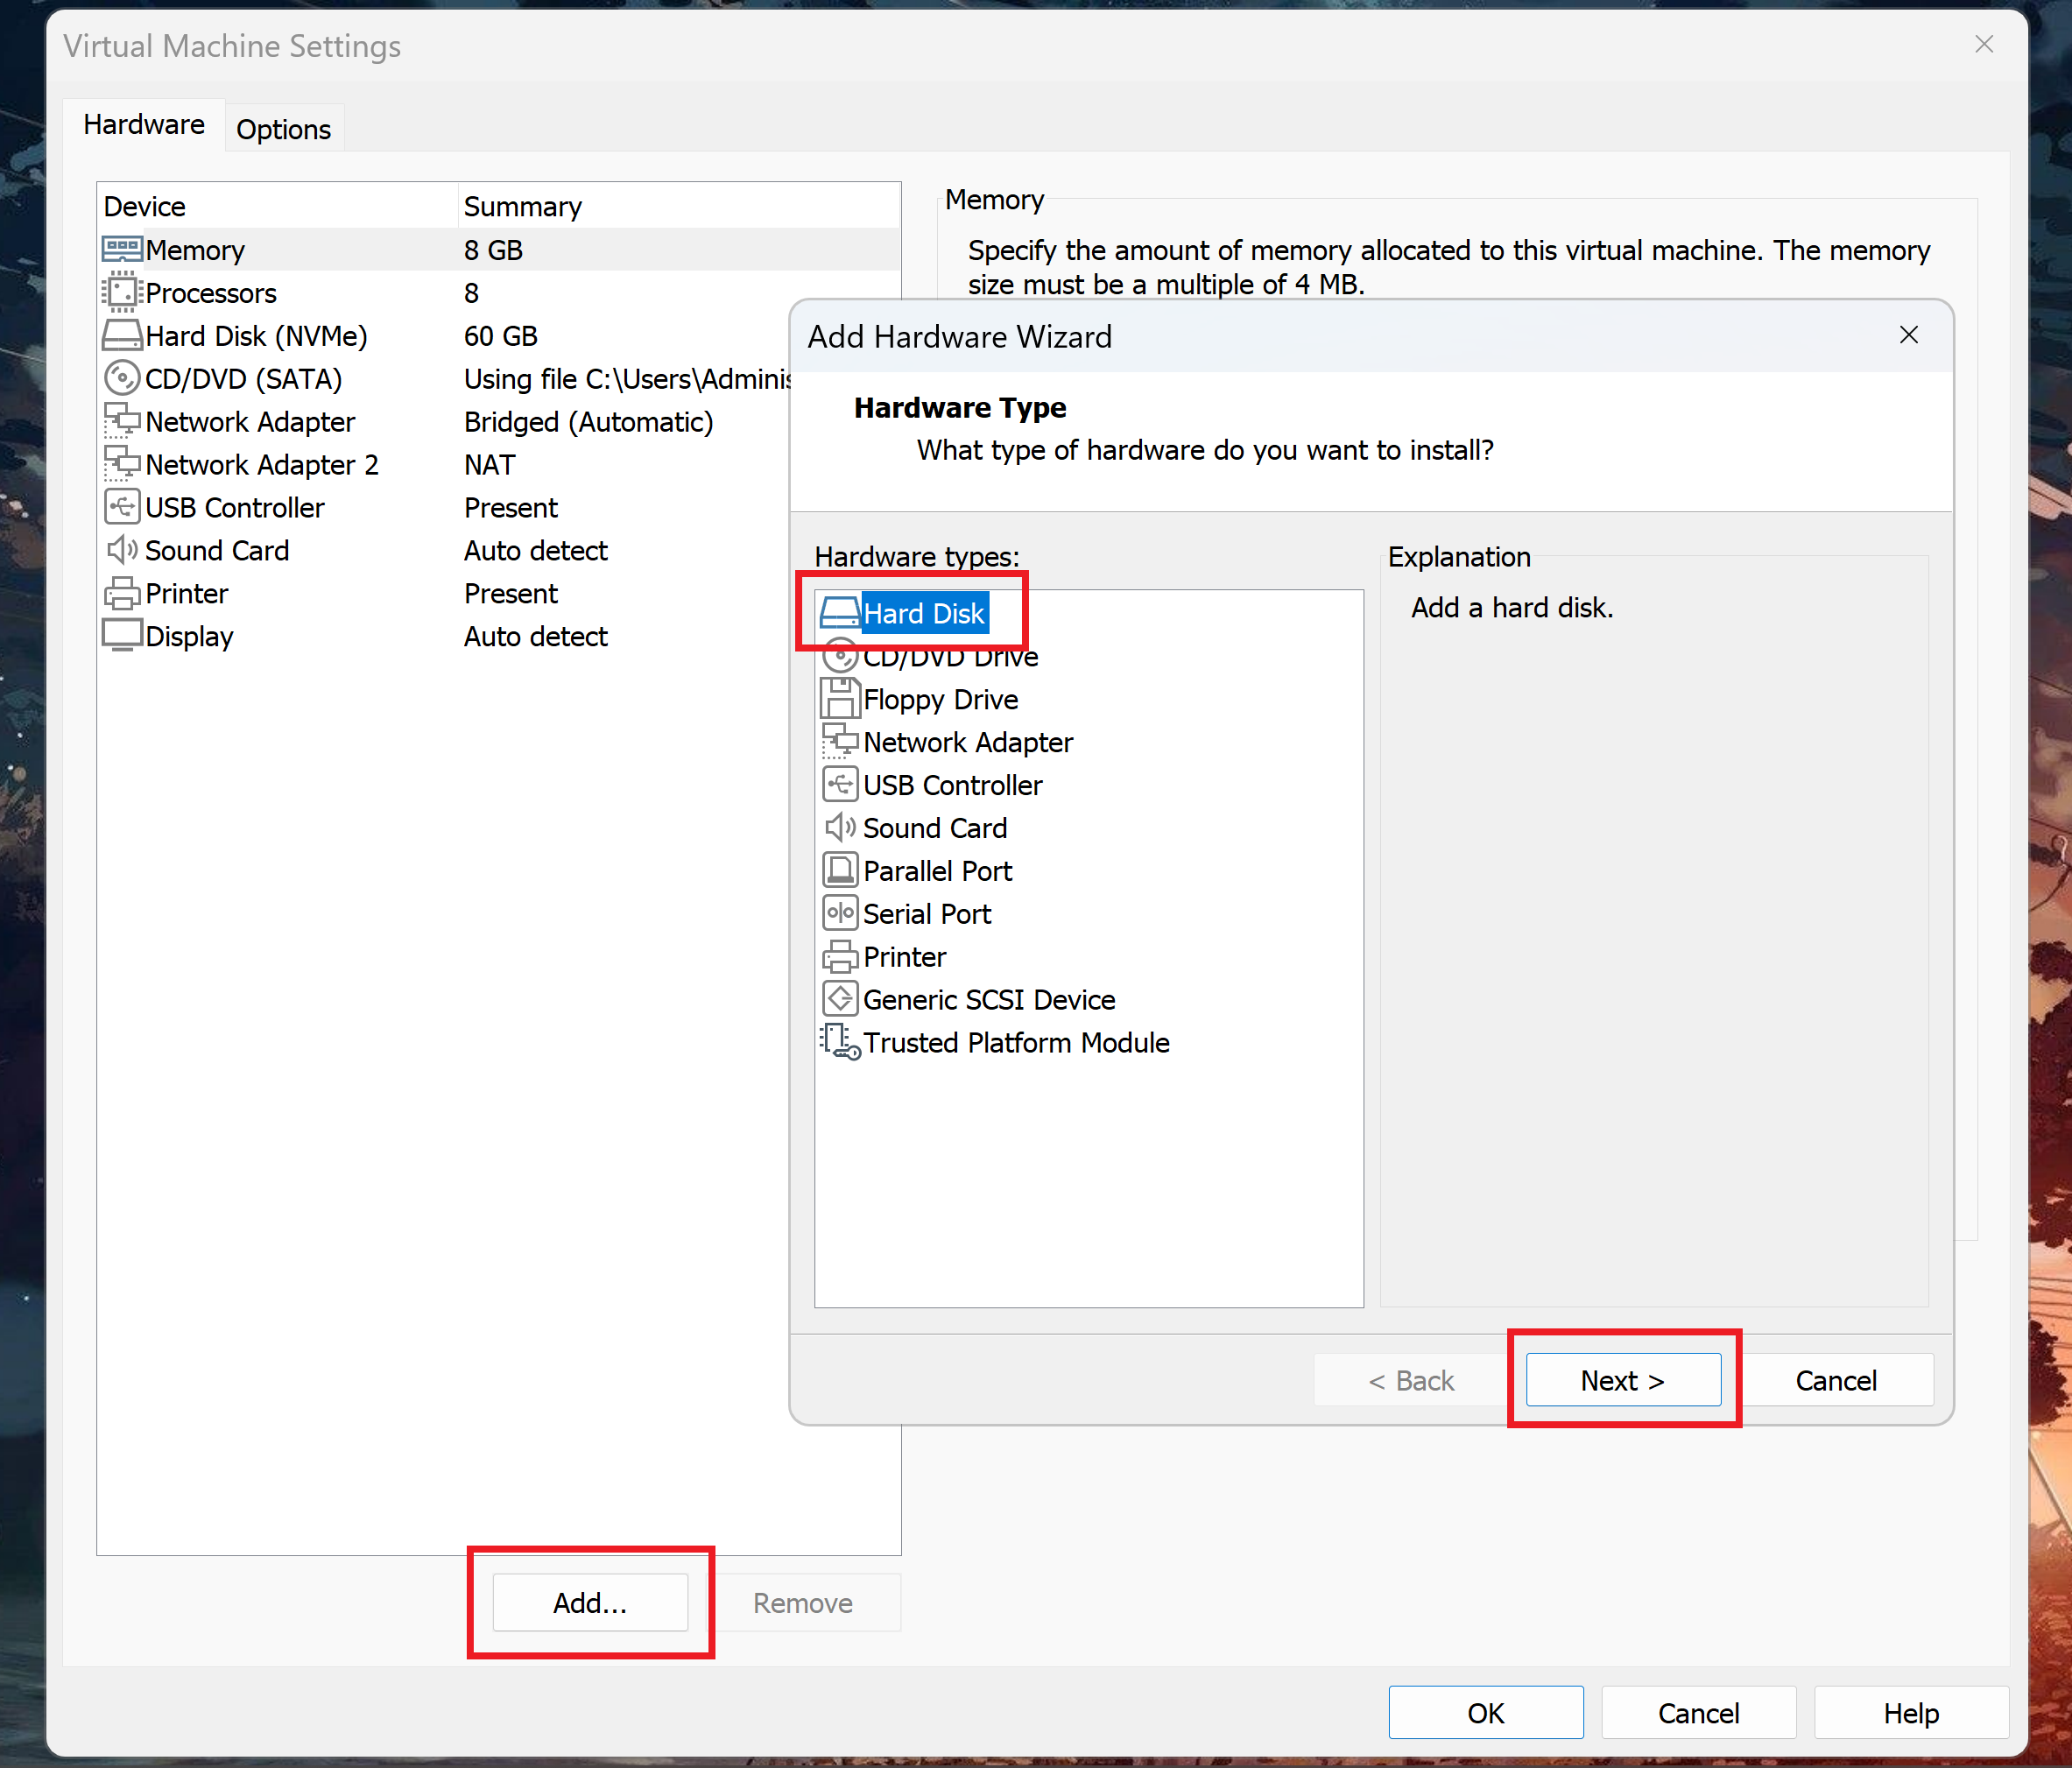 Virtual Machine Settings
Hardware
Options
Device Summary
Memory 8 GB
Processors 8
Hard Disk (NVMe) 60 GB
CD/DVD (SATA) Using file C:\Users\Adminis
Network Adapter Bridged (Automatic)
Network Adapter 2 NAT
USB Controller Present
Sound Card Auto detect
Printer Present
Display Auto detect
Add...
Remove
Memory
Specify the amount of memory allocated to this virtual machine. The memory
size must be a multiple of 4 MB.
Add Hardware Wizard
Hardware Type
What type of hardware do you want to install?
Hardware types:
Hard Disk
CD/DVD Drive
Floppy Drive
Network Adapter
USB Controller
Sound Card
Parallel Port
Serial Port
Printer
Generic SCSI Device
Trusted Platform Module
Explanation
Add a hard disk.
< Back
Next >
Cancel
OK
Cancel
Help